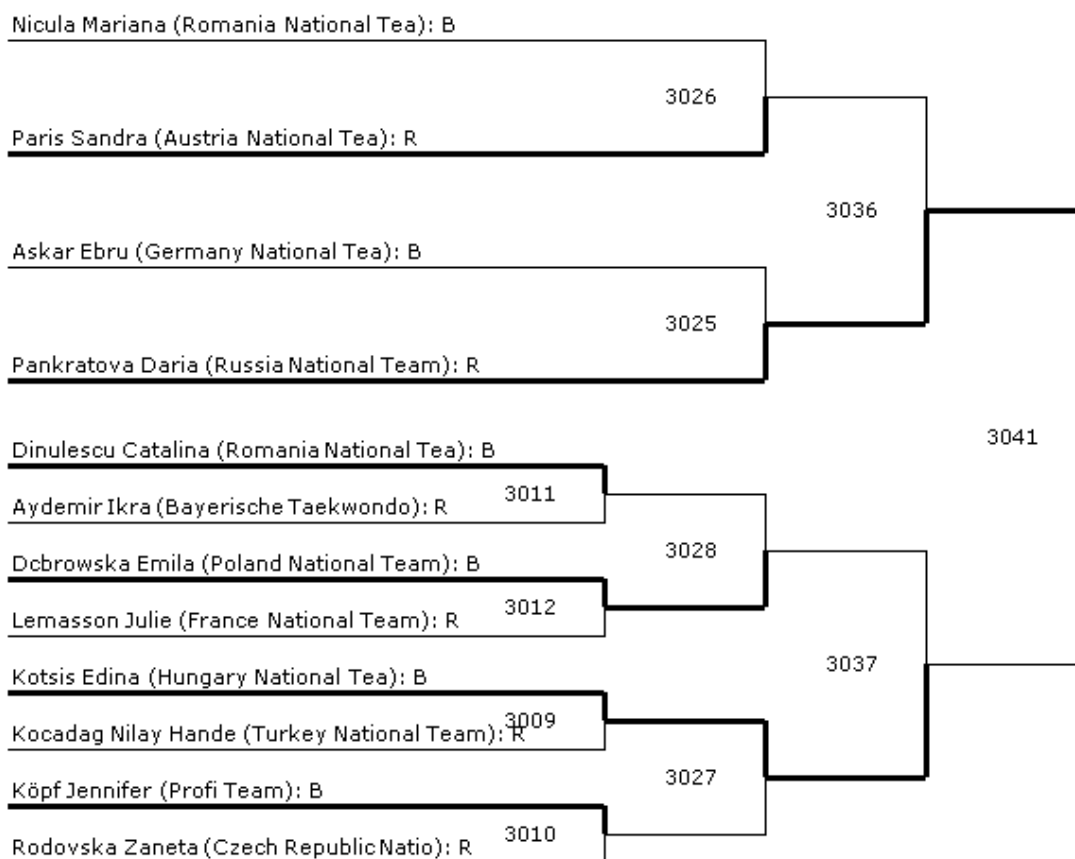 Nicula Mariana (Romania National Tea): B
3026
Paris Sandra (Austria National Tea): R
3036
Askar Ebru (Germany National Tea): B
3025
Pankratova Daria (Russia National Team): R
3041
Dinulescu Catalina (Romania National Tea): B
3011
Aydemir Ikra (Bayerische Taekwondo): R
3028
Dcbrowska Emila (Poland National Team): B
3012
Lemasson Julie (France National Team): R
3037
Kotsis Edina (Hungary National Tea): B
3009
Kocadag Nilay Hande (Turkey National Team): R
3027
Köpf Jennifer (Profi Team): B
3010
Rodovska Zaneta (Czech Republic Natio): R